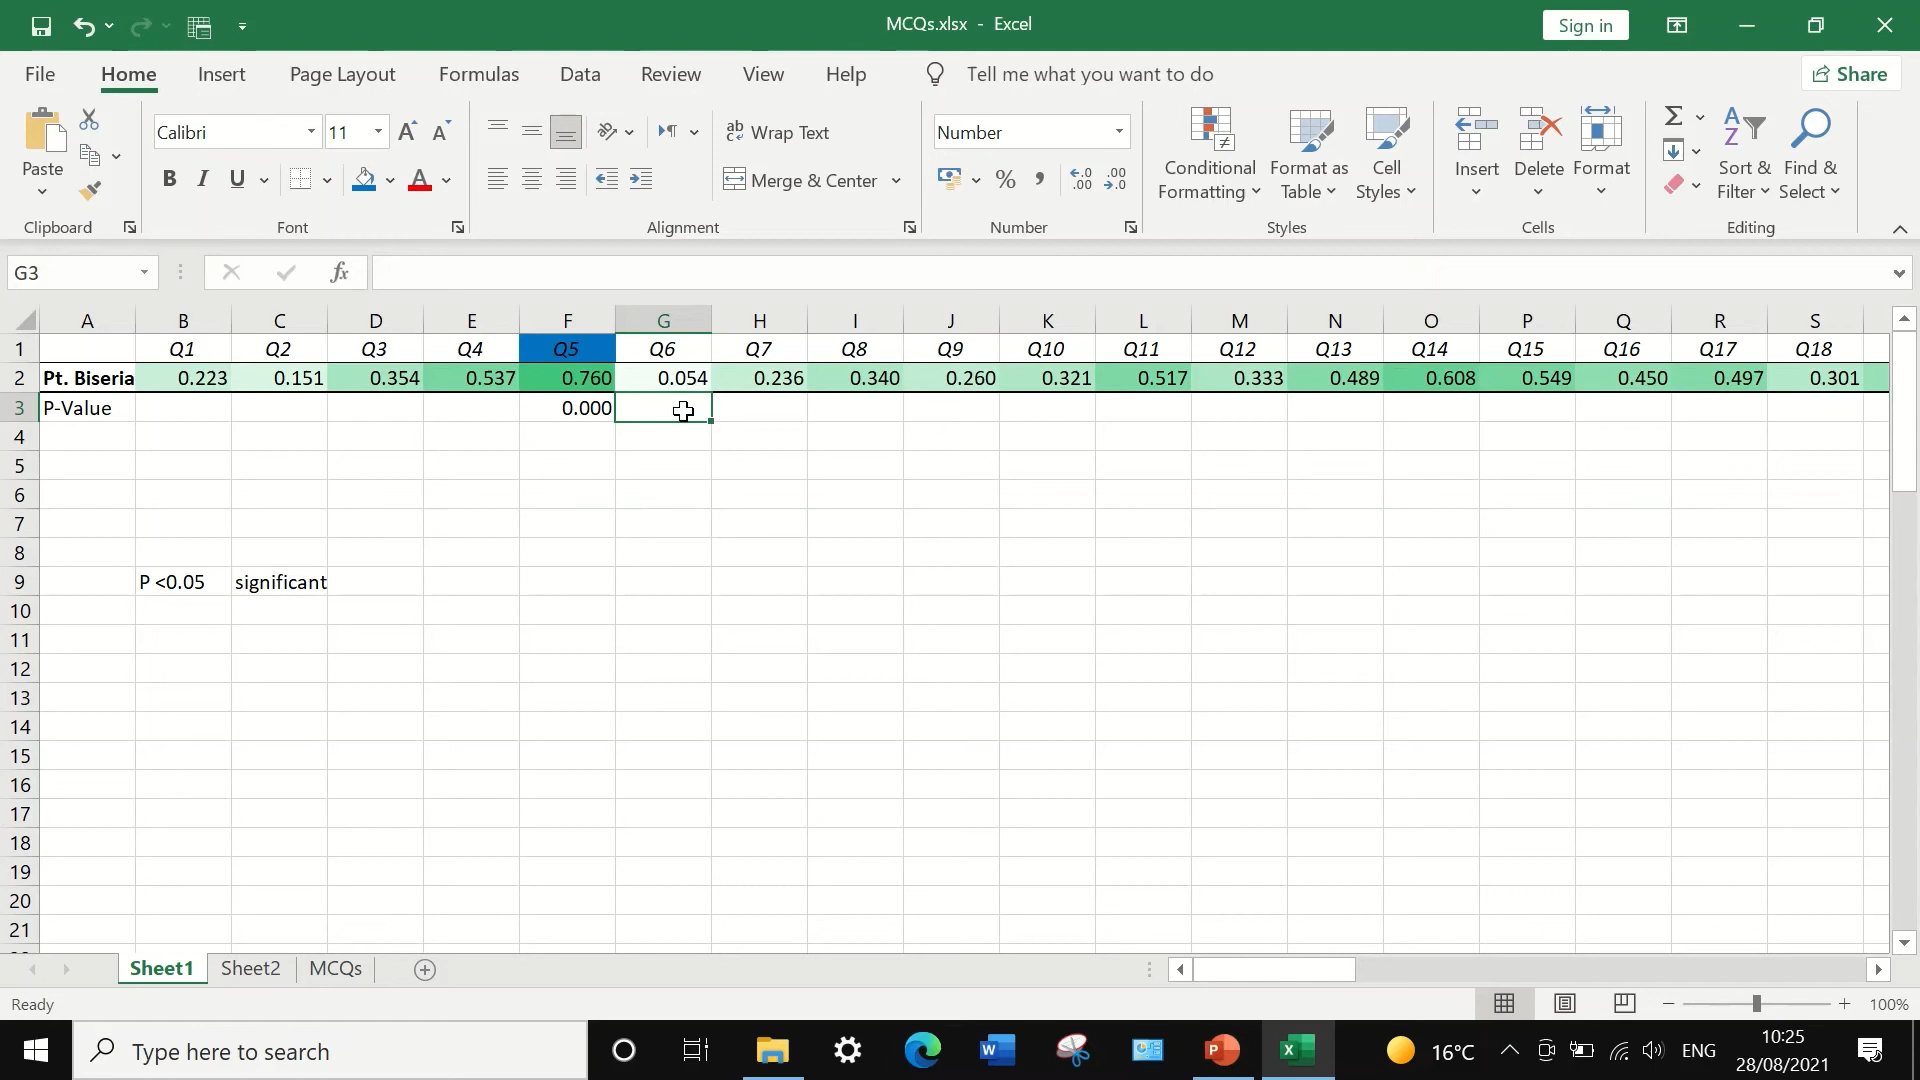 MCQs.xlsx - Excel
Sign in
File Home Insert Page Layout Formulas Data Review View Help Tell me what you want to do Share
Paste
Clipboard
Calibri 11
B I U
Font
Wrap Text
Merge & Center
Alignment
Number
% ,
Number
Conditional Formatting
Format as Table
Cell Styles
Styles
Insert Delete Format
Cells
Sort & Filter
Find & Select
Editing
G3 fx
A B C D E F G H I J K L M N O P Q R S
1 Q1 Q2 Q3 Q4 Q5 Q6 Q7 Q8 Q9 Q10 Q11 Q12 Q13 Q14 Q15 Q16 Q17 Q18
2 Pt. Biseria 0.223 0.151 0.354 0.537 0.760 0.054 0.236 0.340 0.260 0.321 0.517 0.333 0.489 0.608 0.549 0.450 0.497 0.301
3 P-Value 0.000
4
5
6
7
8
9 P <0.05 significant
10
11
12
13
14
15
16
17
18
19
20
21
Sheet1 Sheet2 MCQs
Ready 100%
Type here to search 16°C ENG 10:25
28/08/2021